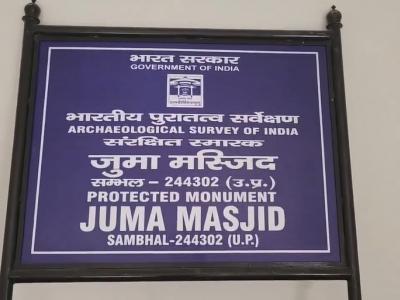 भारत सरकार
GOVERNMENT OF INDIA
भारतीय पुरातत्व सर्वेक्षण
ARCHAEOLOGICAL SURVEY OF INDIA
संरक्षित स्मारक
जुमा मस्जिद
सम्भल – 244302 (उ.प्र.)
PROTECTED MONUMENT
JUMA MASJID
SAMBHAL-244302 (U.P.)